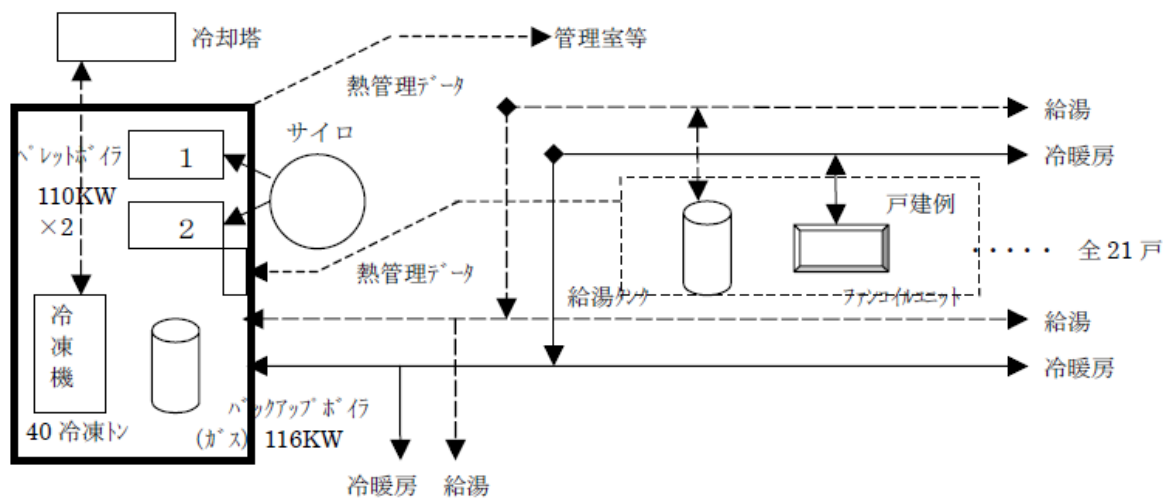 冷却塔
管理室等
熱管理ﾃﾞｰﾀ
給湯
サイロ
ﾍﾟﾚｯﾄﾎﾞｲﾗ
1
冷暖房
110KW
×2
2
戸建例
・・・・・ 全 21 戸
熱管理ﾃﾞｰﾀ
給湯ﾀﾝｸ
ﾌｧﾝｺｲﾙﾕﾆｯﾄ
冷凍機
給湯
冷暖房
ﾊﾞｯｸｱｯﾌﾟﾎﾞｲﾗ
40 冷凍ﾄﾝ
(ｶﾞｽ) 116KW
冷暖房
給湯